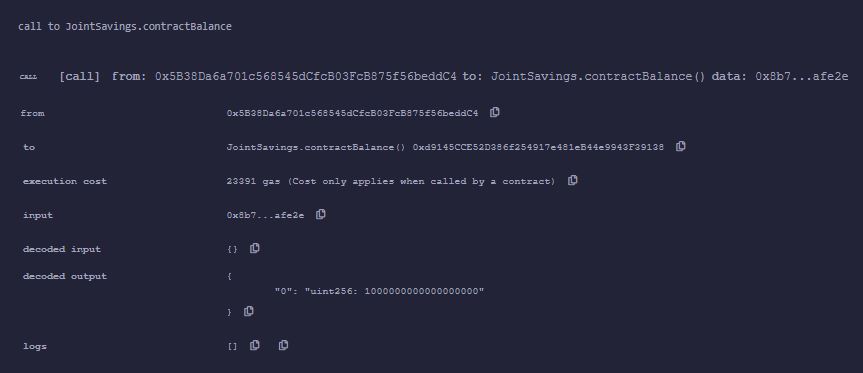 call to JointSavings.contractBalance
CALL [call] from: 0x5B38Da6a701c568545dCfcB03FcB875f56beddC4 to: JointSavings.contractBalance() data: 0x8b7...afe2e
from 0x5B38Da6a701c568545dCfcB03FcB875f56beddC4
to JointSavings.contractBalance() 0xd9145CCE52D386f254917e481eB44e9943F39138
execution cost 23391 gas (Cost only applies when called by a contract)
input 0x8b7...afe2e
decoded input {}
decoded output {
"0": "uint256: 1000000000000000000"
}
logs []